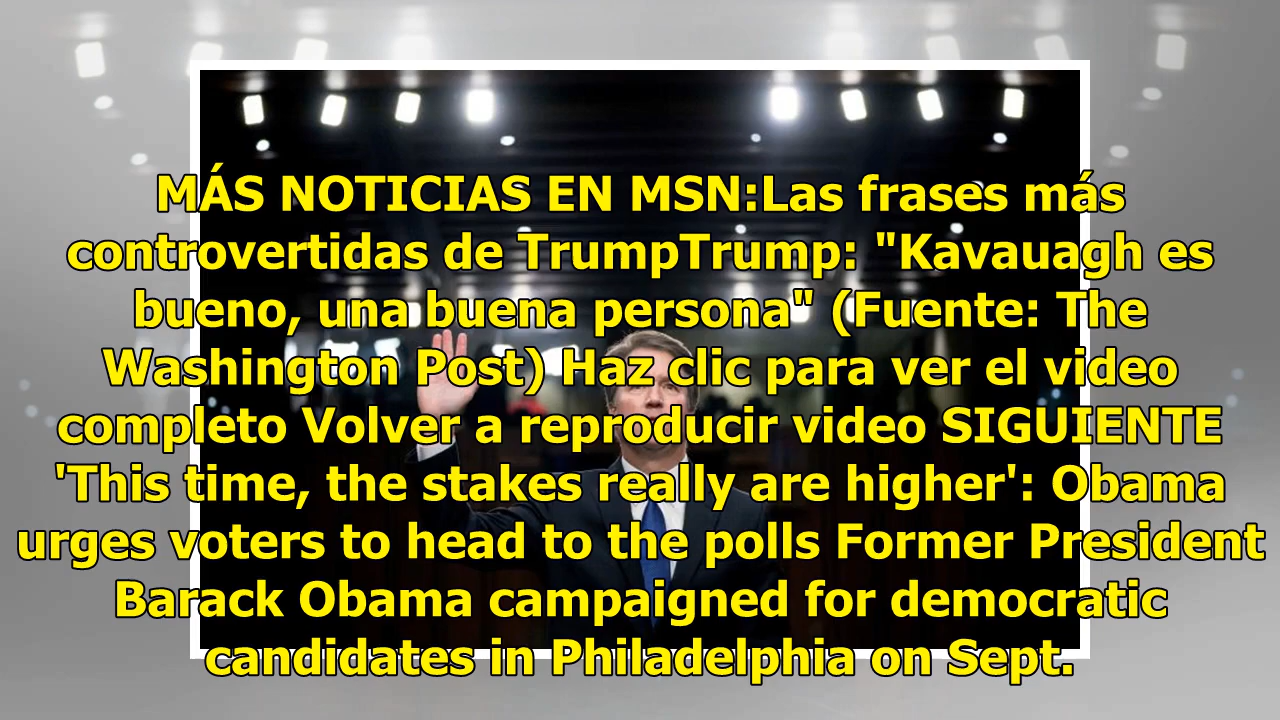 MÁS NOTICIAS EN MSN:Las frases más
controvertidas de TrumpTrump: "Kavauagh es
bueno, una buena persona" (Fuente: The
Washington Post) Haz clic para ver el video
completo Volver a reproducir video SIGUIENTE
'This time, the stakes really are higher': Obama
urges voters to head to the polls Former President
Barack Obama campaigned for democratic
candidates in Philadelphia on Sept.